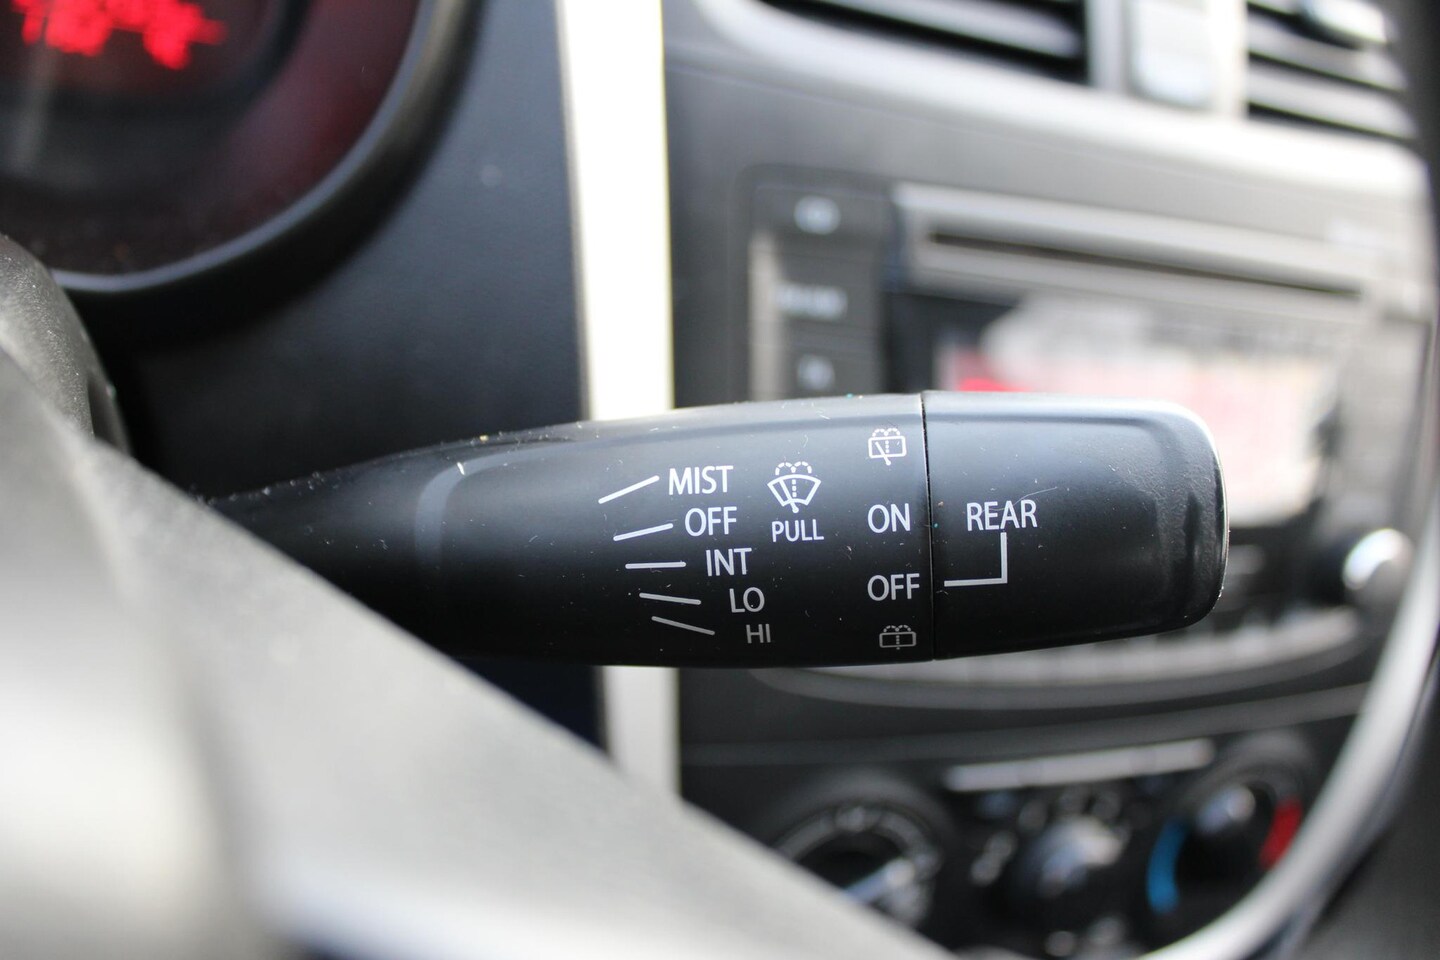 MIST
OFF
INT
LO
HI
PULL
ON
OFF
REAR